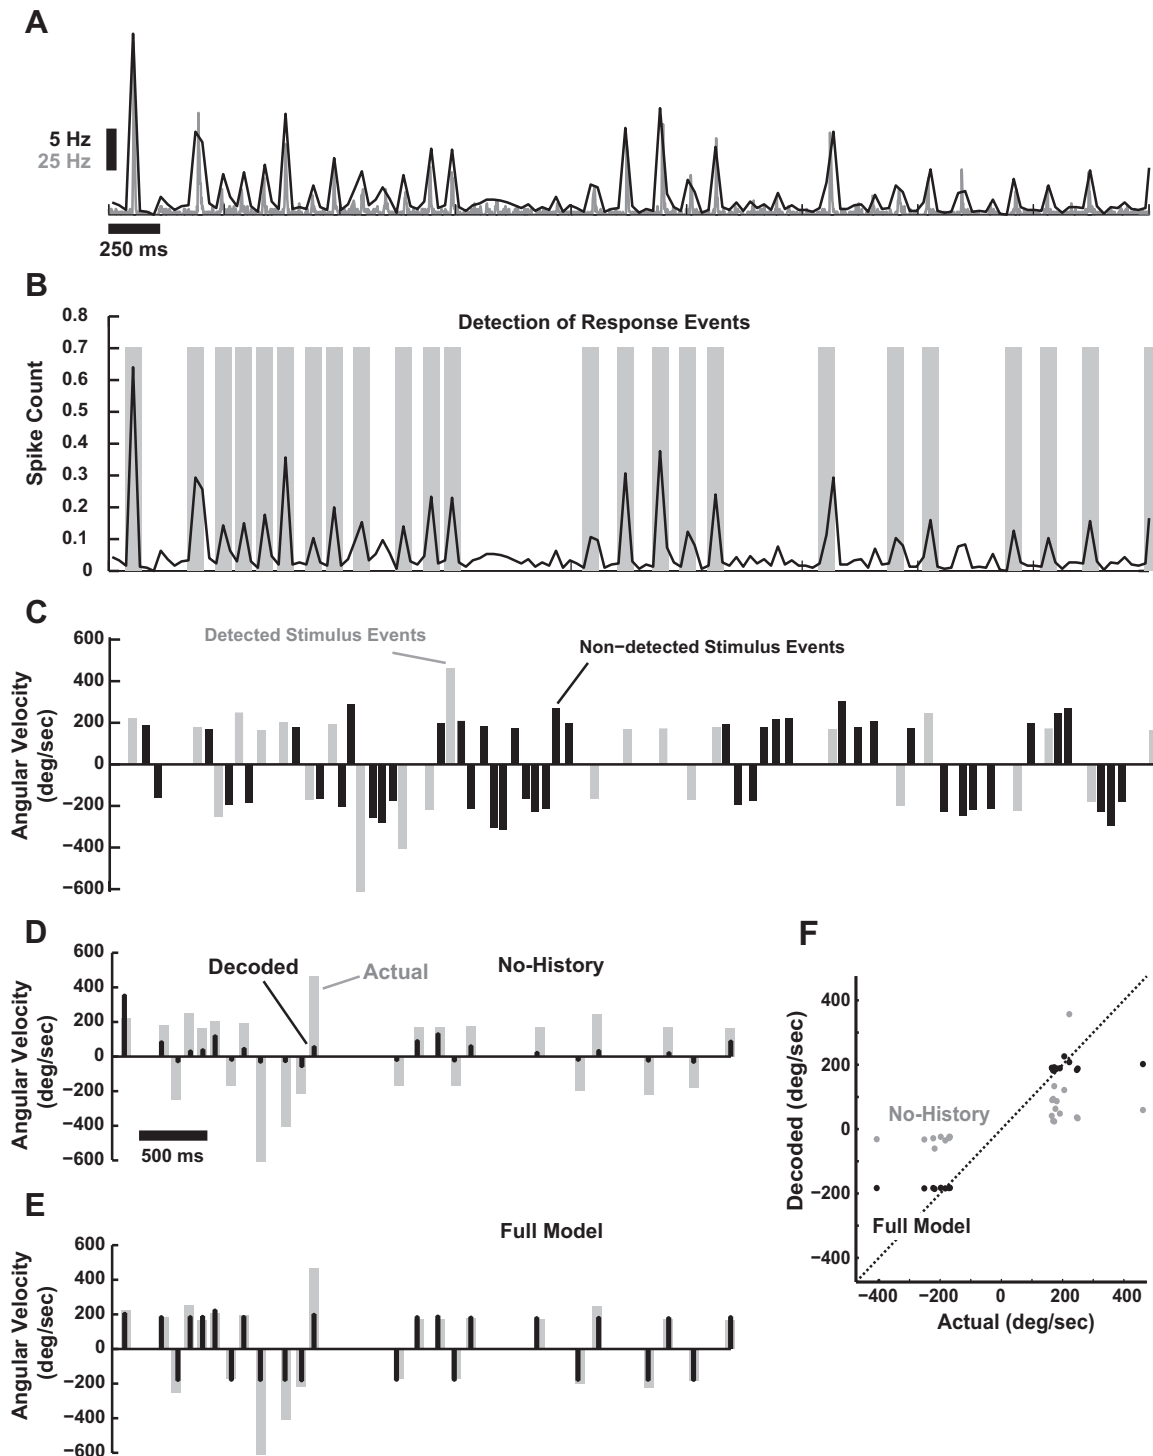 A
5 Hz
25 Hz
250 ms
B
Detection of Response Events
Spike Count
0.8
0.7
0.6
0.5
0.4
0.3
0.2
0.1
0
C
Detected Stimulus Events
Non−detected Stimulus Events
Angular Velocity
(deg/sec)
600
400
200
0
−200
−400
−600
D
Decoded
Actual
No-History
Angular Velocity
(deg/sec)
600
400
200
0
−200
−400
−600
500 ms
E
Full Model
Angular Velocity
(deg/sec)
600
400
200
0
−200
−400
−600
F
Decoded (deg/sec)
400
200
0
−200
−400
No-History
Full Model
−400
−200
0
200
400
Actual (deg/sec)